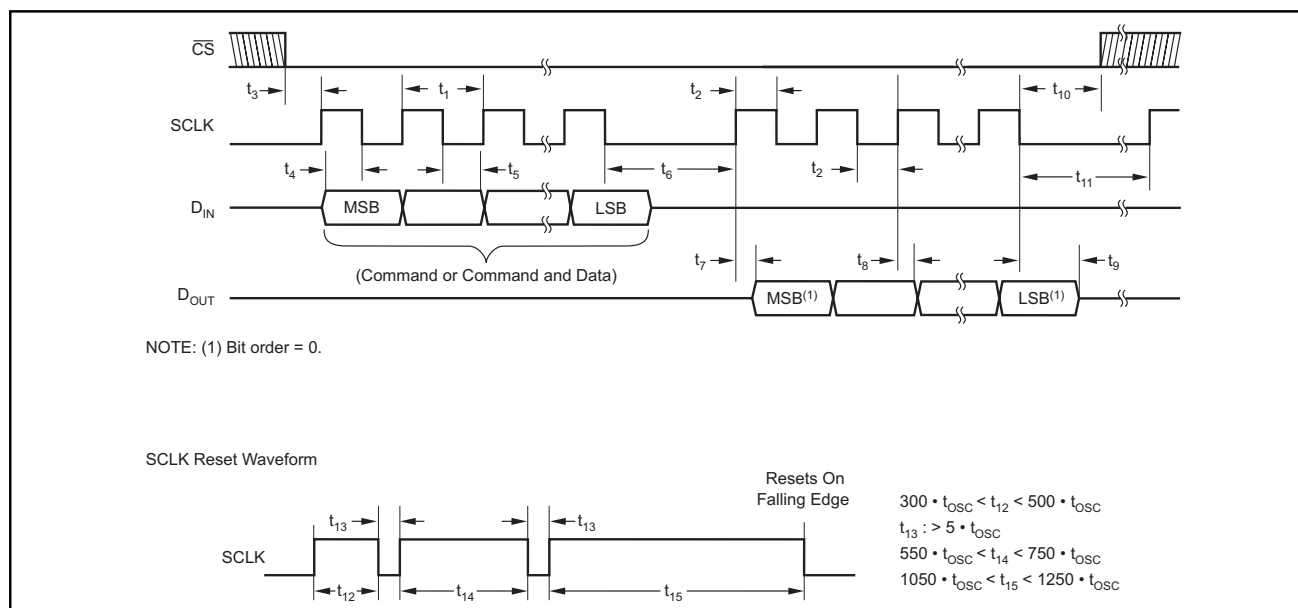 CS
t3
t1
t2
t10
SCLK
t4
t5
t6
t2
t11
DIN
MSB
LSB
(Command or Command and Data)
t7
t8
t9
DOUT
MSB(1)
LSB(1)
NOTE: (1) Bit order = 0.
SCLK Reset Waveform
Resets On
Falling Edge
300 • tOSC < t12 < 500 • tOSC
t13 : > 5 • tOSC
550 • tOSC < t14 < 750 • tOSC
1050 • tOSC < t15 < 1250 • tOSC
t13
t13
SCLK
t12
t14
t15